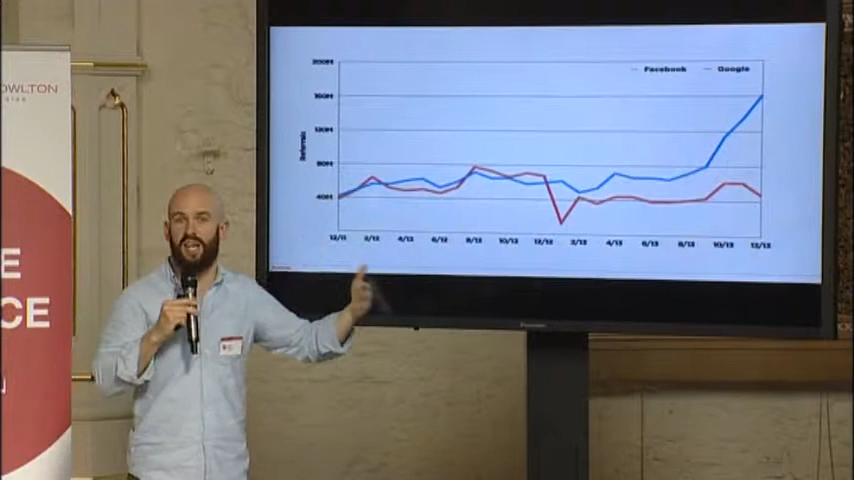 OWLTON
E
CE
200M
160M
120M
80M
40M
Referrals
Facebook
Google
12/11
2/12
4/12
6/12
8/12
10/12
12/12
2/13
4/13
6/13
8/13
10/13
12/13
Panasonic